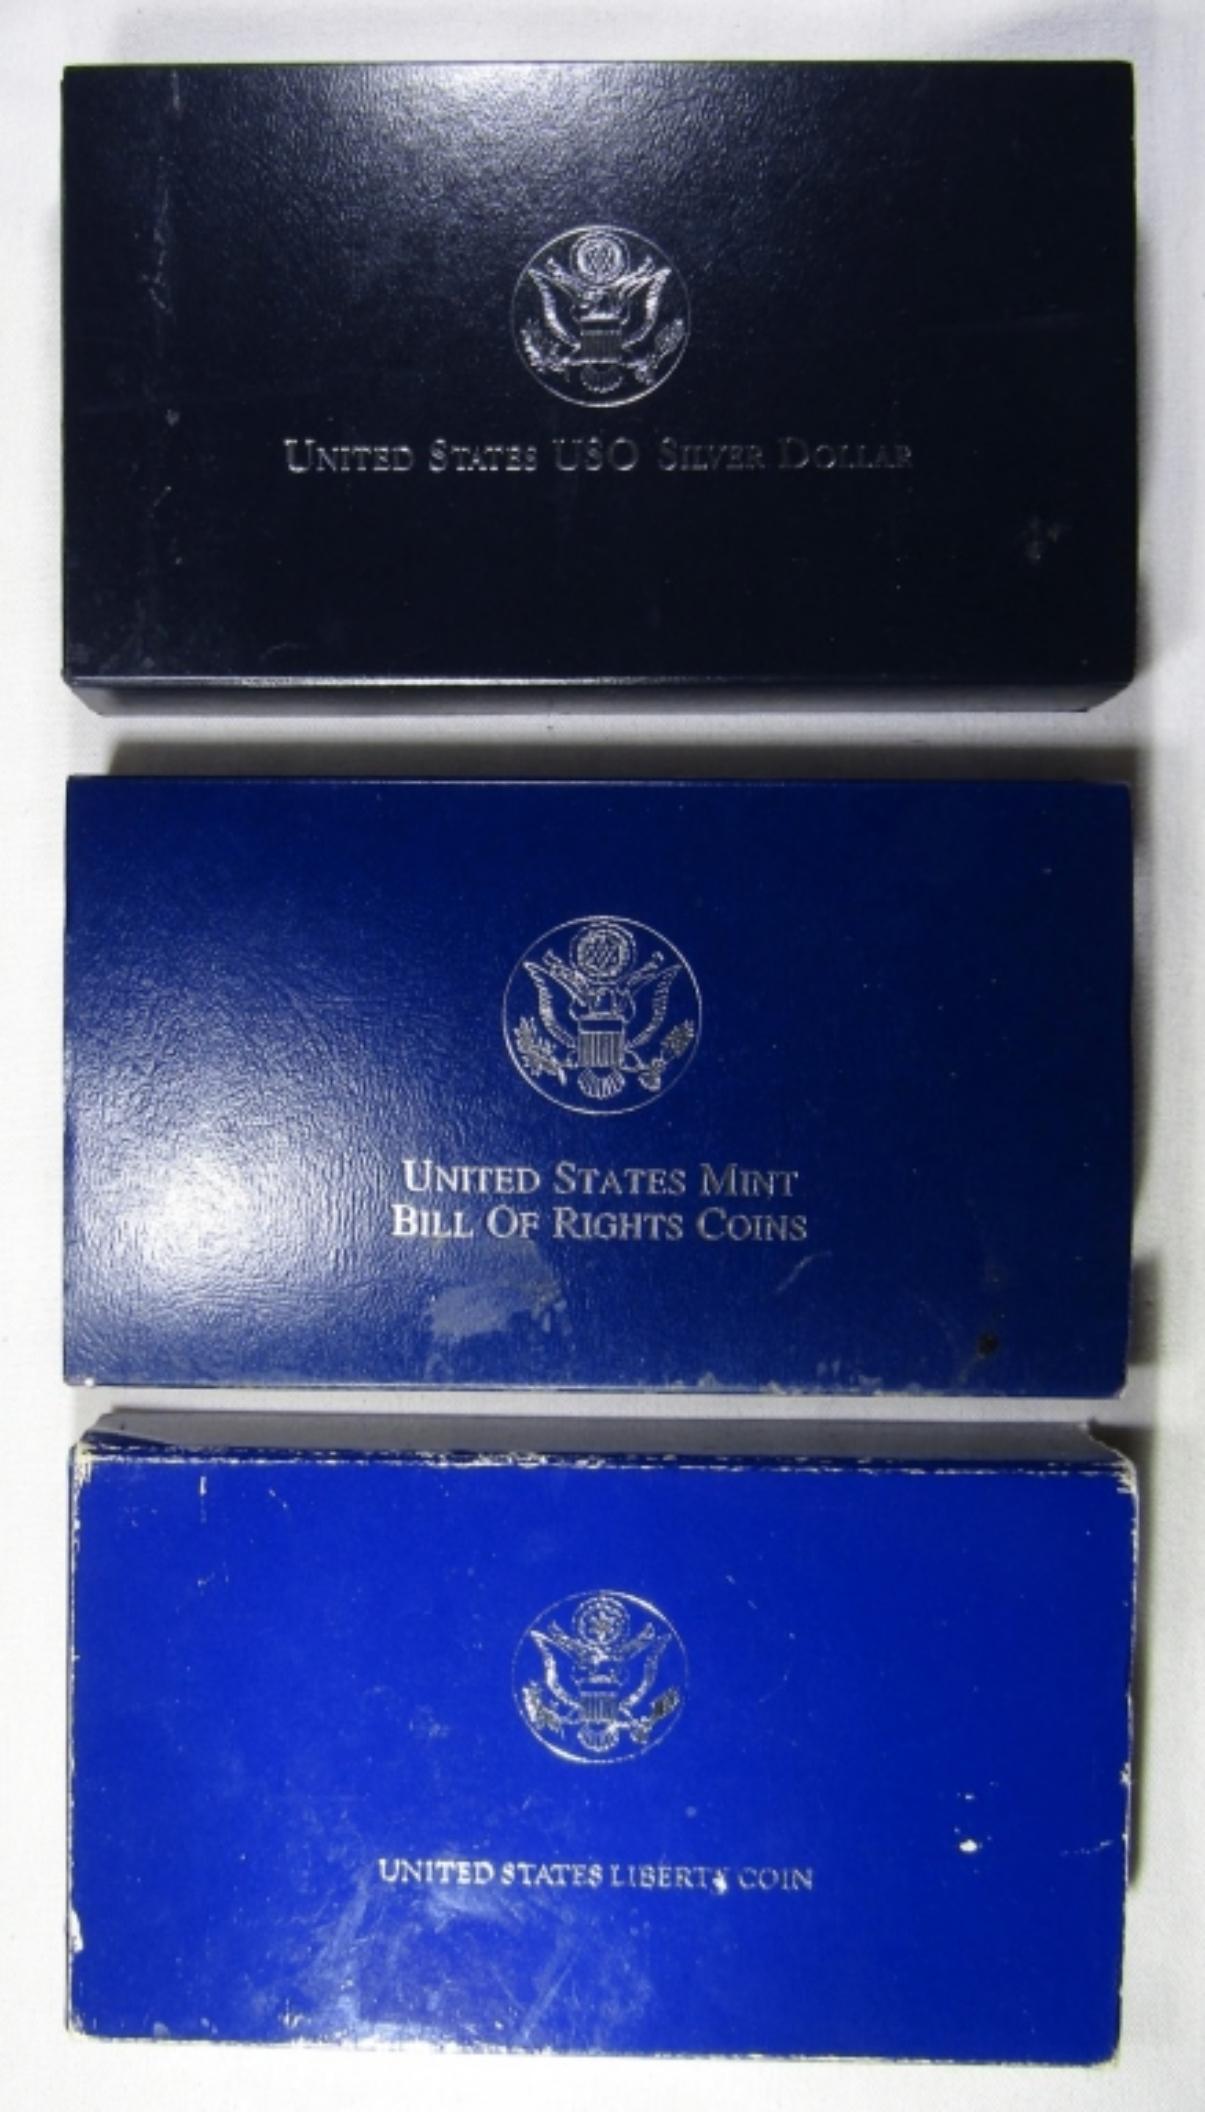 United States USO Silver Dollar
United States Mint
Bill Of Rights Coins
UNITED STATES LIBERTY COIN